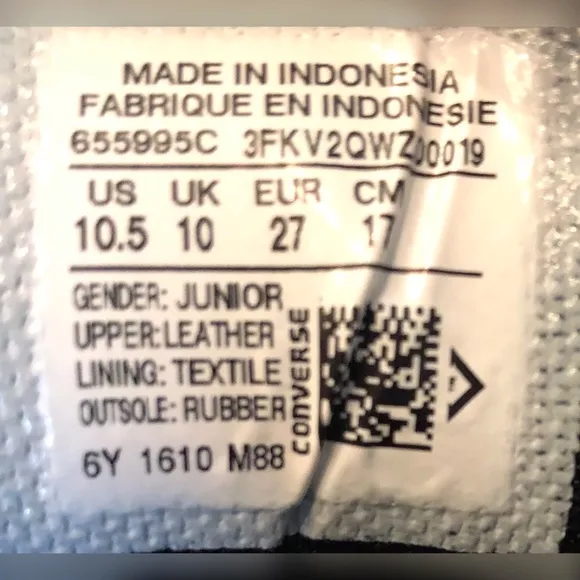 MADE IN INDONESIA
FABRIQUE EN INDONESIE
655995C 3FKV2QWZ00019
US UK EUR CM
10.5 10 27 17
GENDER: JUNIOR
UPPER: LEATHER
LINING: TEXTILE
OUTSOLE: RUBBER
CONVERSE
6Y 1610 M88